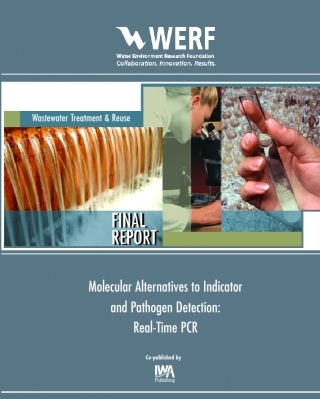 WERF
Water Environment Research Foundation
Collaboration. Innovation. Results.
Wastewater Treatment & Reuse
FINAL
REPORT
Molecular Alternatives to Indicator
and Pathogen Detection:
Real-Time PCR
Co-published by
IWA
Publishing